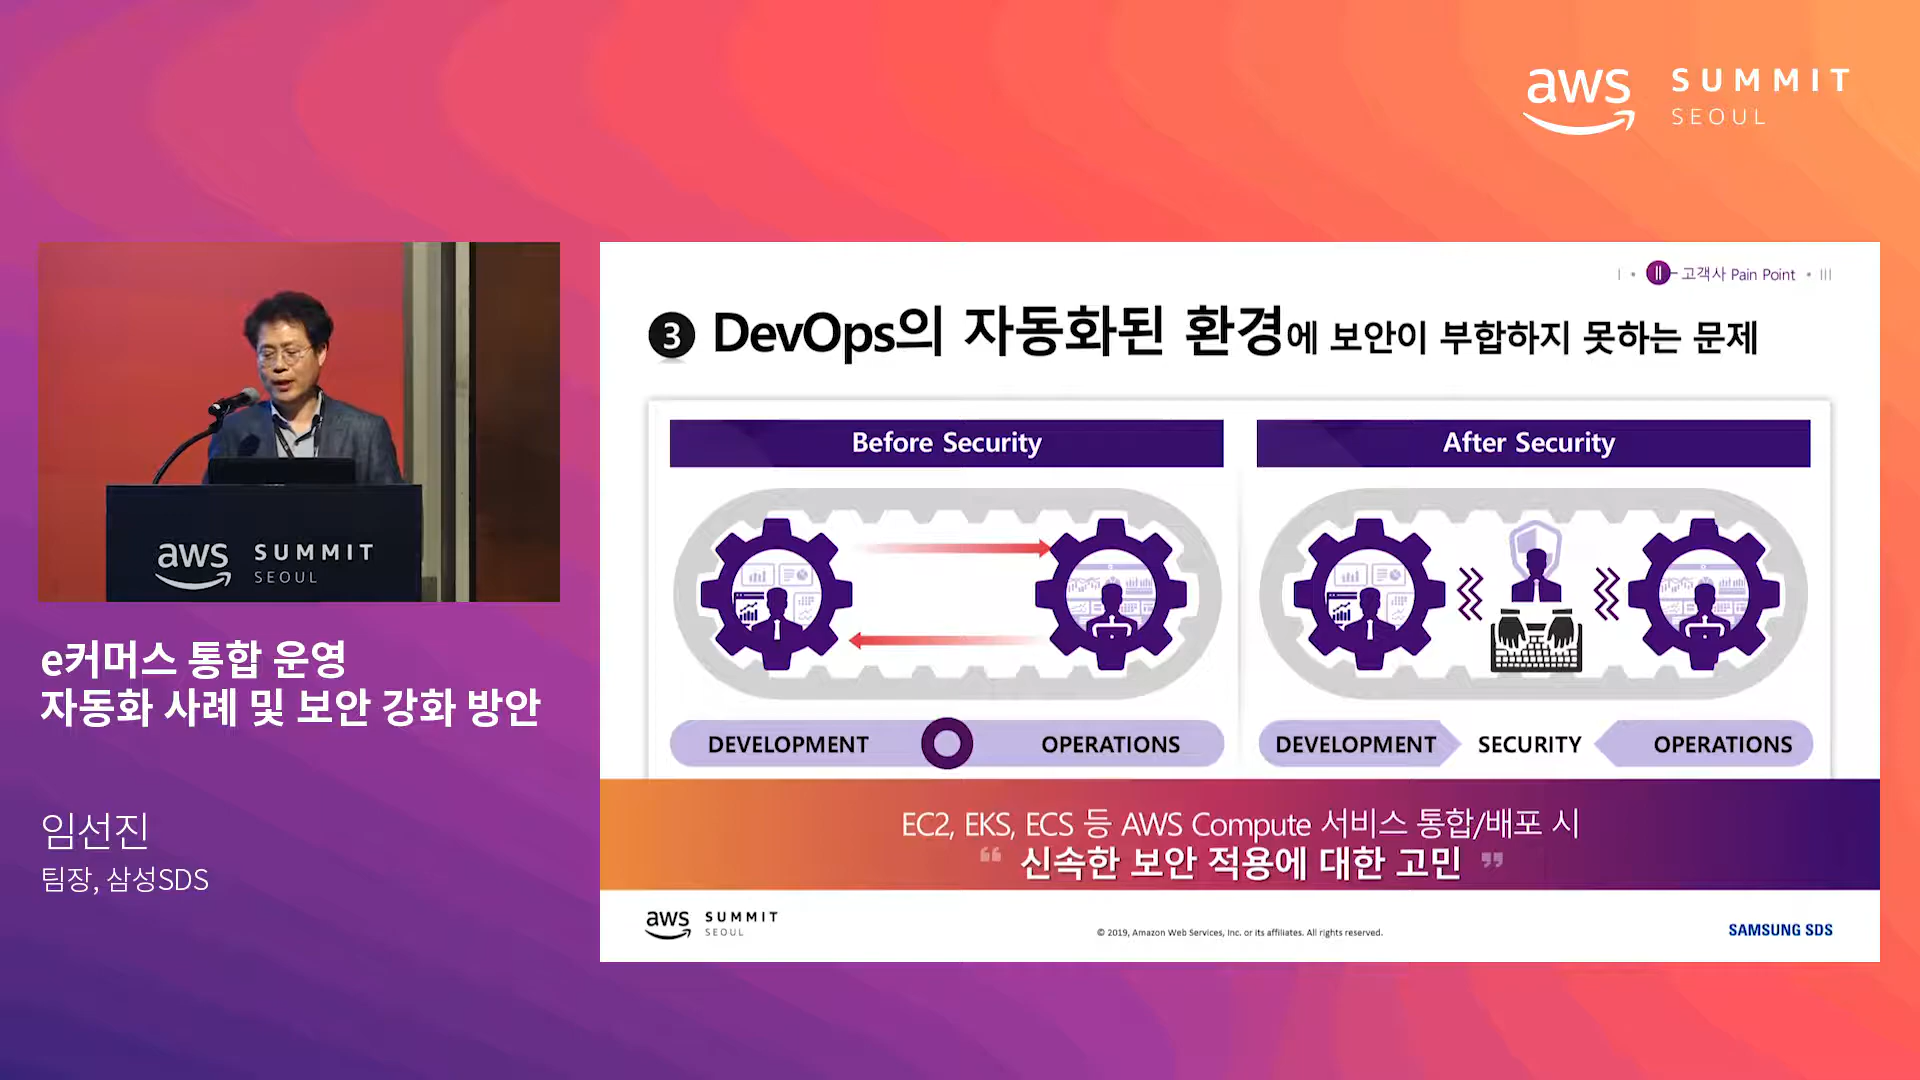 aws SUMMIT
SEOUL
aws SUMMIT
SEOUL
e커머스 통합 운영
자동화 사례 및 보안 강화 방안
임선진
팀장, 삼성SDS
I • II 고객사 Pain Point • III
3 DevOps의 자동화된 환경에 보안이 부합하지 못하는 문제
Before Security
After Security
DEVELOPMENT OPERATIONS
DEVELOPMENT SECURITY OPERATIONS
EC2, EKS, ECS 등 AWS Compute 서비스 통합/배포 시
“ 신속한 보안 적용에 대한 고민 ”
aws SUMMIT
SEOUL
© 2019, Amazon Web Services, Inc. or its affiliates. All rights reserved.
SAMSUNG SDS